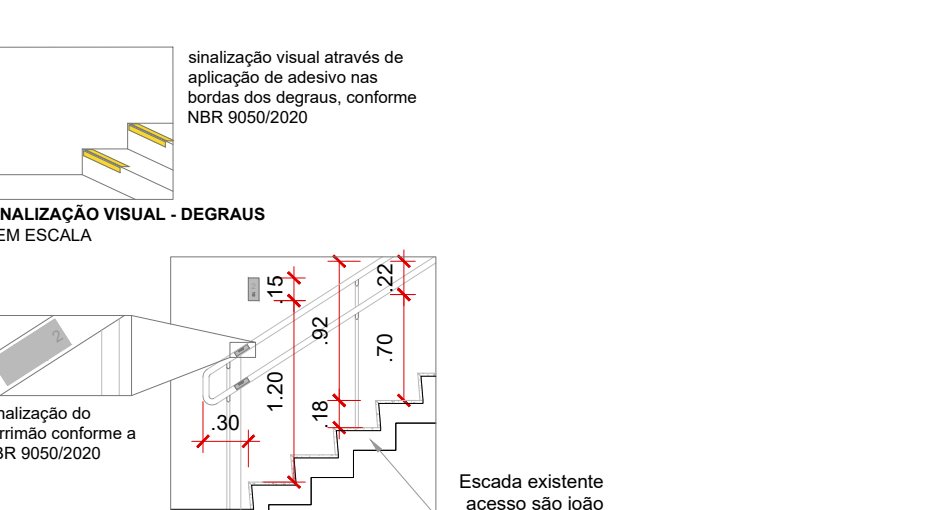 sinalização visual através de
aplicação de adesivo nas
bordas dos degraus, conforme
NBR 9050/2020
NALIZAÇÃO VISUAL - DEGRAUS
EM ESCALA
.15
.22
.92
.70
1.20
.18
.30
2
nalização do
rrimão conforme a
BR 9050/2020
Escada existente
acesso são joão